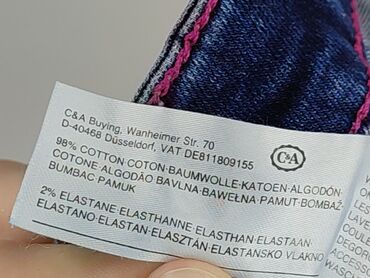 C&A Buying, Wanheimer Str. 70
D-40468 Düsseldorf, VAT DE811809155
C&A
98% COTTON·COTON·BAUMWOLLE·KATOEN·ALGODÓN·
COTONE·ALGODÃO·BAVLNA·BAWEŁNA·PAMUT·BOMBAŽ·
BUMBAC·PAMUK
2% ELASTANE·ELASTHANNE·ELASTHAN·ELASTAAN·
ELASTANO·ELASTAN·ELASZTÁN·ELASTANSKO VLAKNO